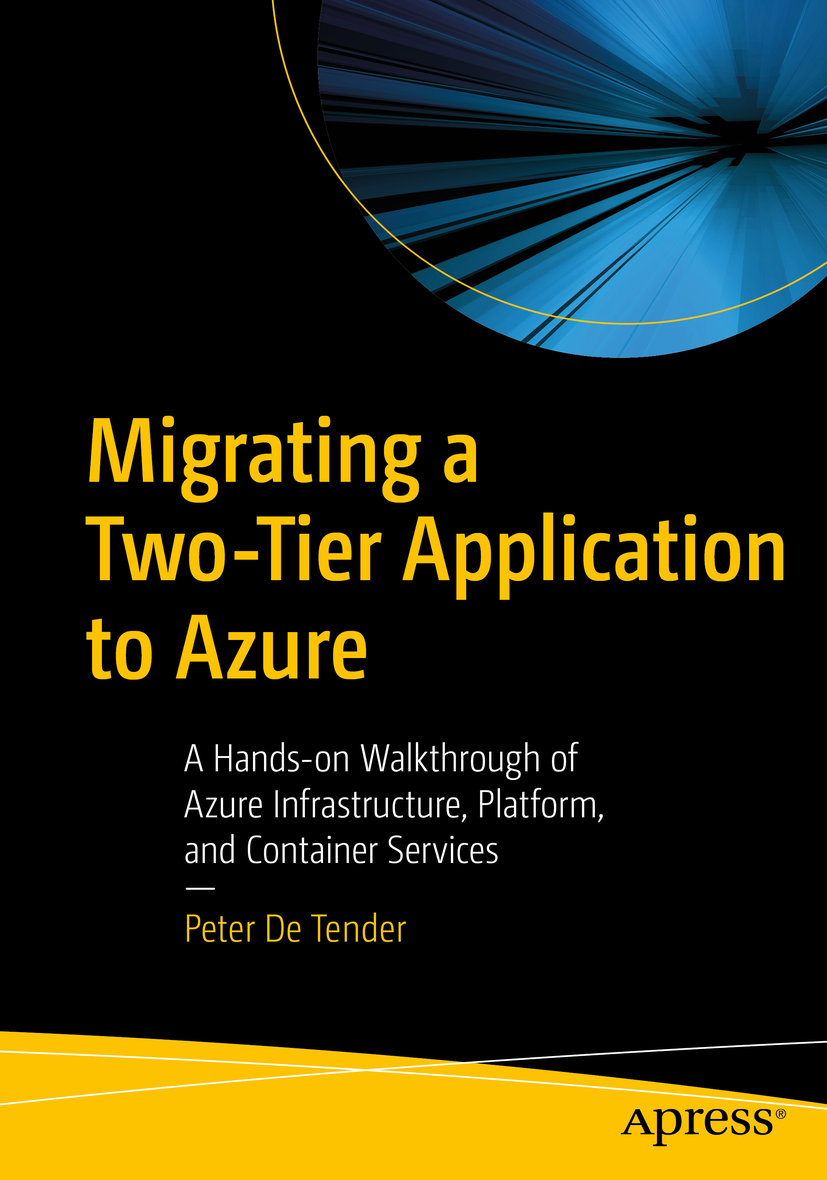 Migrating a
Two-Tier Application
to Azure
A Hands-on Walkthrough of
Azure Infrastructure, Platform,
and Container Services
—
Peter De Tender
Apress®